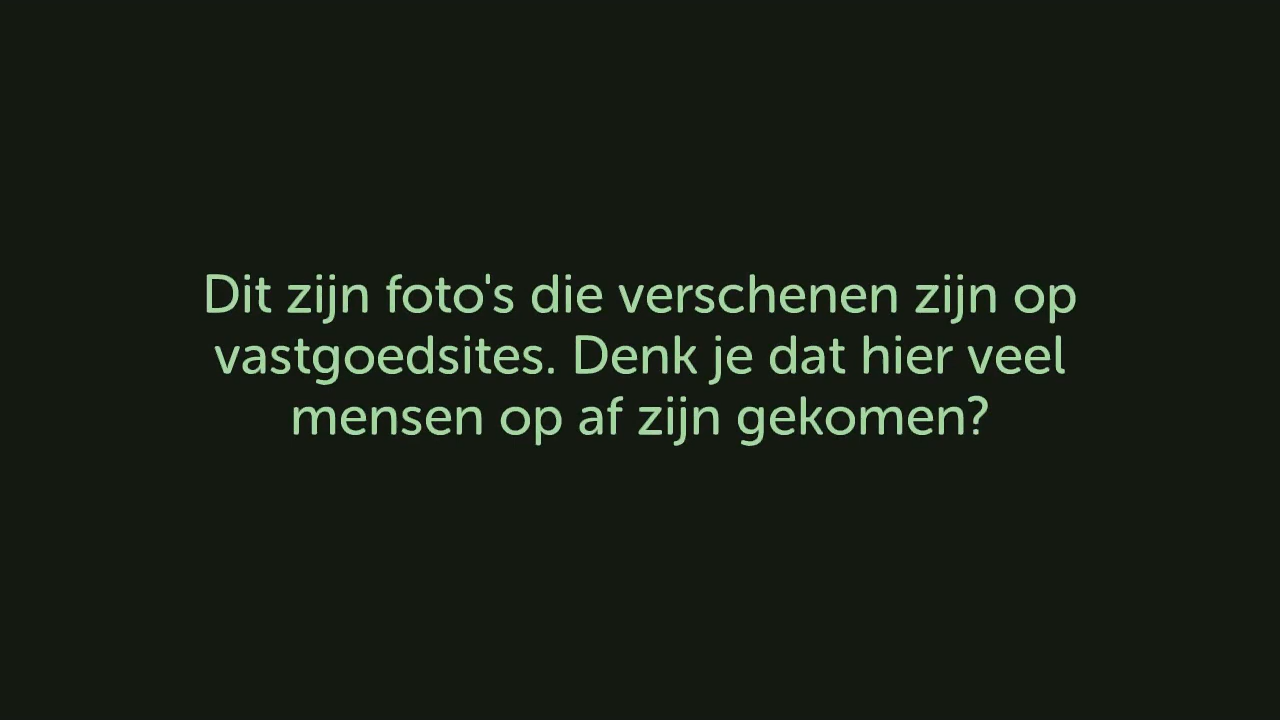 Dit zijn foto's die verschenen zijn op
vastgoedsites. Denk je dat hier veel
mensen op af zijn gekomen?